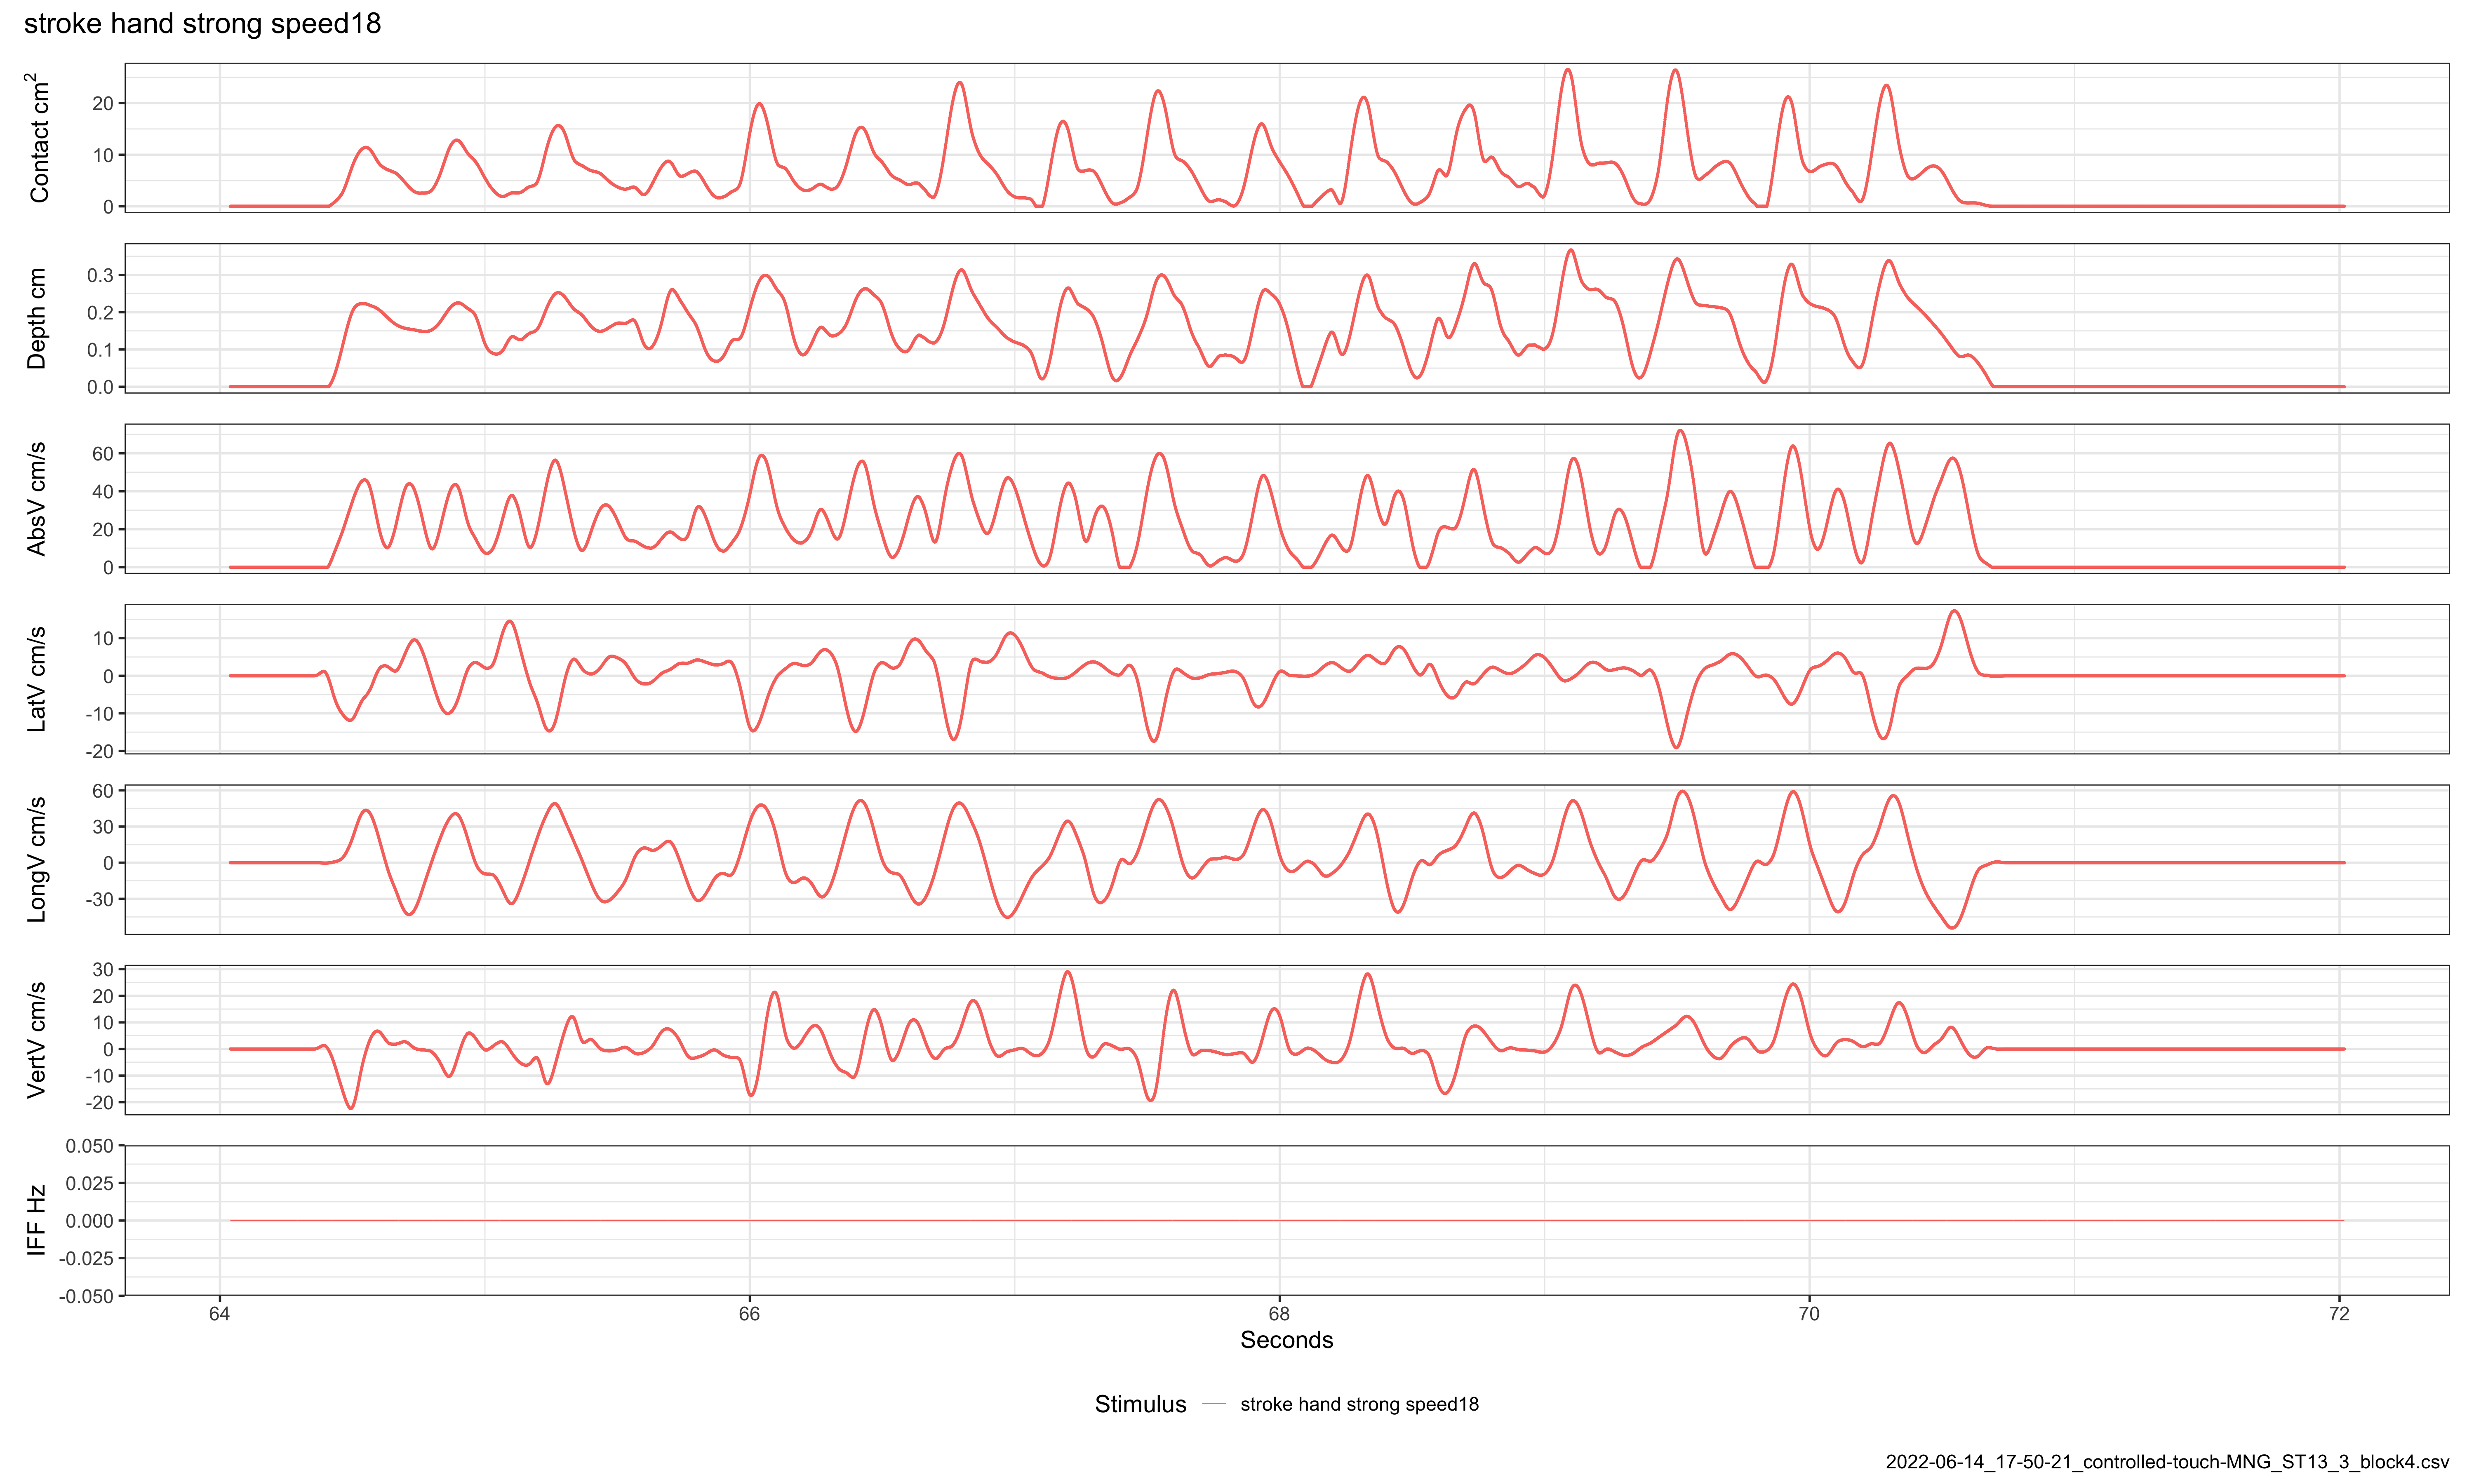 stroke hand strong speed18
Contact cm²
20
10
0
Depth cm
0.3
0.2
0.1
0.0
AbsV cm/s
60
40
20
0
LatV cm/s
10
0
-10
-20
LongV cm/s
60
30
0
-30
VertV cm/s
30
20
10
0
-10
-20
IFF Hz
0.050
0.025
0.000
-0.025
-0.050
64 66 68 70 72
Seconds
Stimulus stroke hand strong speed18
2022-06-14_17-50-21_controlled-touch-MNG_ST13_3_block4.csv